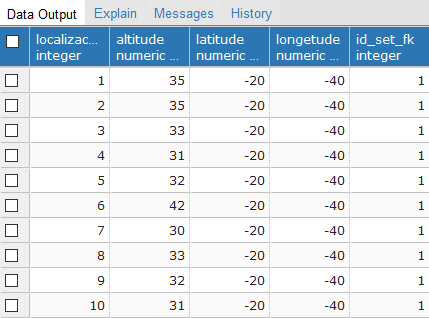 Data Output Explain Messages History
localizac... altitude latitude longetude id_set_fk
integer numeric ... numeric ... numeric ... integer
1 35 -20 -40 1
2 35 -20 -40 1
3 33 -20 -40 1
4 31 -20 -40 1
5 32 -20 -40 1
6 42 -20 -40 1
7 30 -20 -40 1
8 33 -20 -40 1
9 32 -20 -40 1
10 31 -20 -40 1